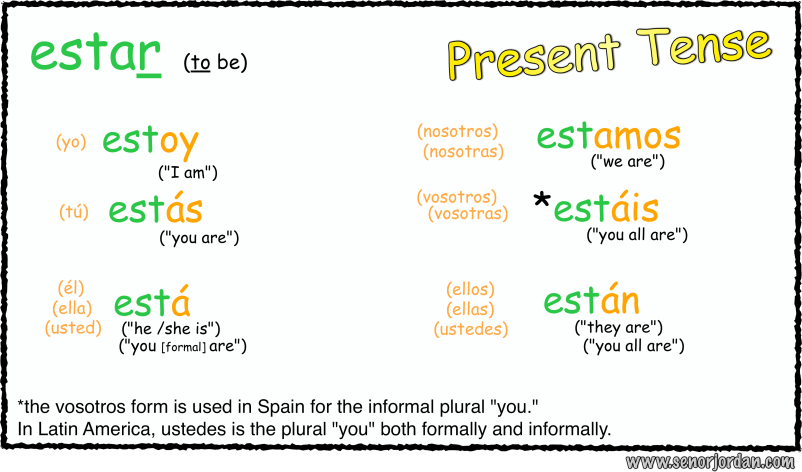 estar (to be)
Present Tense
(yo) estoy
("I am")
(tú) estás
("you are")
(él)
(ella)
(usted)
está
("he /she is")
("you [formal] are")
(nosotros)
(nosotras)
estamos
("we are")
(vosotros)
(vosotras)
*estáis
("you all are")
(ellos)
(ellas)
(ustedes)
están
("they are")
("you all are")
*the vosotros form is used in Spain for the informal plural "you."
In Latin America, ustedes is the plural "you" both formally and informally.
www.senorjordan.com